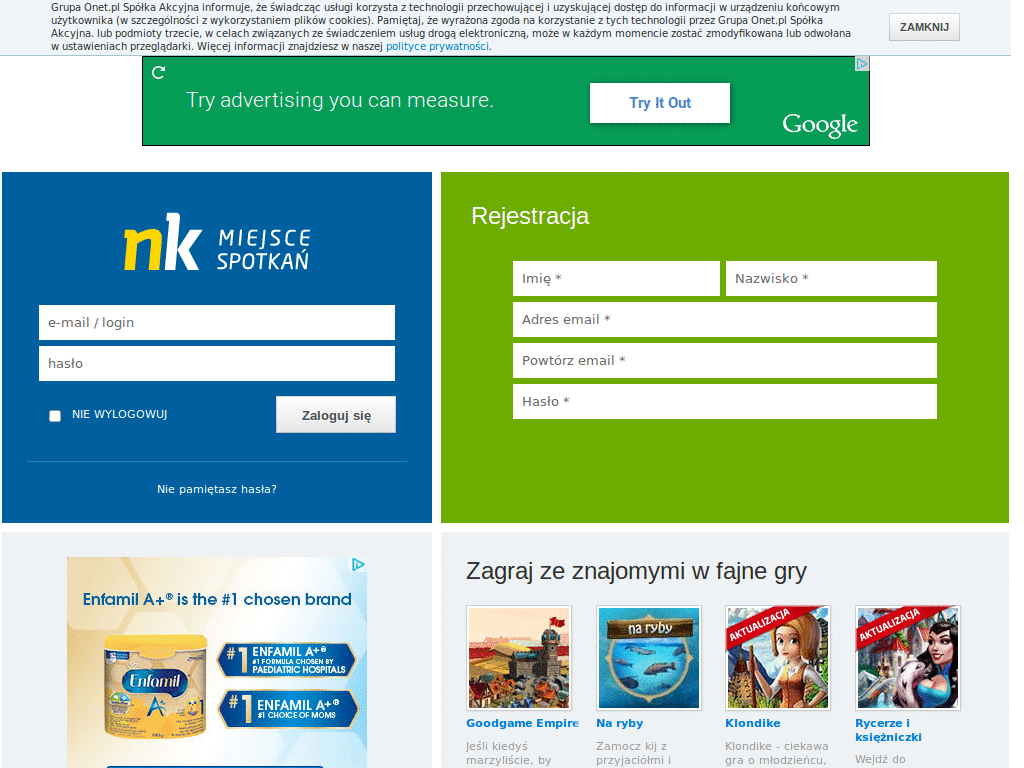 Grupa Onet.pl Spółka Akcyjna informuje, że świadcząc usługi korzysta z technologii przechowującej i uzyskującej dostęp do informacji w urządzeniu końcowym
użytkownika (w szczególności z wykorzystaniem plików cookies). Pamiętaj, że wyrażona zgoda na korzystanie z tych technologii przez Grupa Onet.pl Spółka
Akcyjna. lub podmioty trzecie, w celach związanych ze świadczeniem usług drogą elektroniczną, może w każdym momencie zostać zmodyfikowana lub odwołana
w ustawieniach przeglądarki. Więcej informacji znajdziesz w naszej polityce prywatności.
ZAMKNIJ
Try advertising you can measure.
Try It Out
Google
nk MIEJSCE
SPOTKAŃ
e-mail / login
hasło
NIE WYLOGOWUJ
Zaloguj się
Nie pamiętasz hasła?
Rejestracja
Imię *
Nazwisko *
Adres email *
Powtórz email *
Hasło *
Enfamil A+® is the #1 chosen brand
Enfamil
A+
1
#1 ENFAMIL A+®
#1 FORMULA CHOSEN BY
PAEDIATRIC HOSPITALS
#1 ENFAMIL A+®
#1 CHOICE OF MOMS
Zagraj ze znajomymi w fajne gry
na ryby
AKTUALIZACJA
AKTUALIZACJA
Goodgame Empire
Jeśli kiedyś
marzyliście, by
Na ryby
Zamocz kij z
przyjaciółmi i
Klondike
Klondike - ciekawa
gra o młodzieńcu,
Rycerze i
księżniczki
Wejdź do